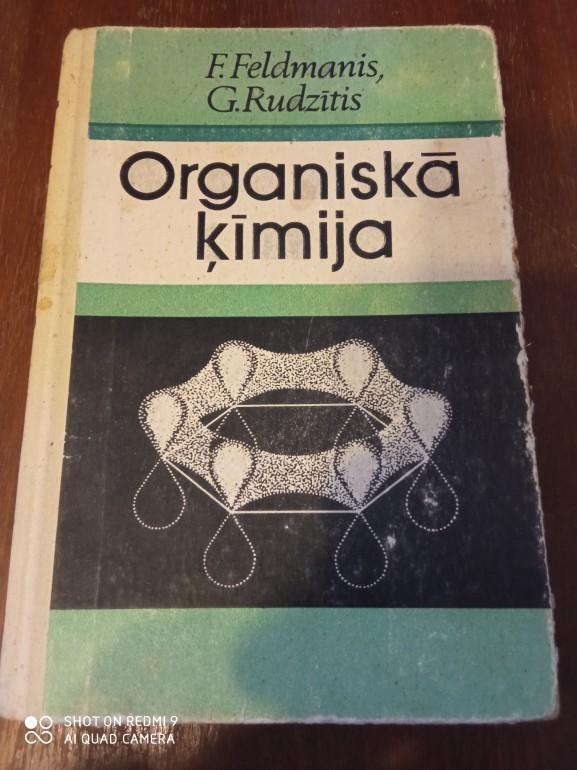 F. Feldmanis,
G. Rudzītis
Organiskā
ķīmija
SHOT ON REDMI 9
AI QUAD CAMERA